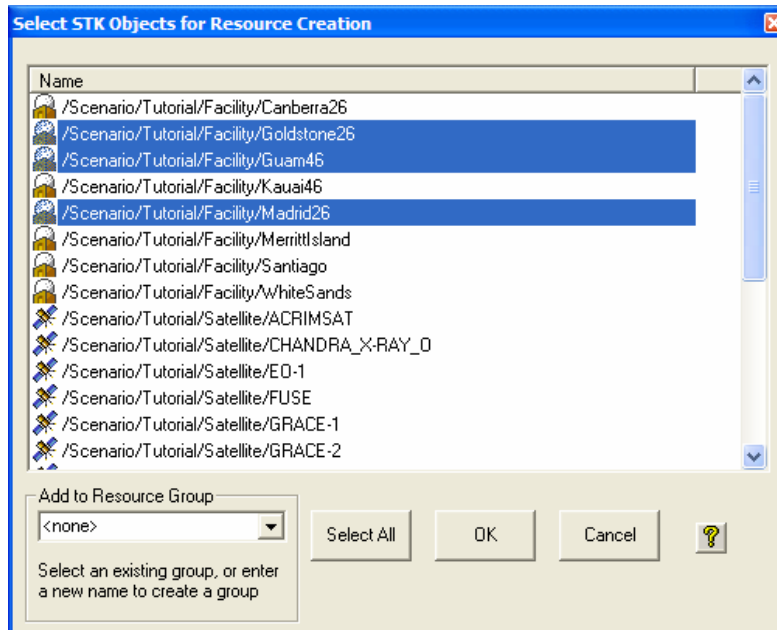 Select STK Objects for Resource Creation
Name
/Scenario/Tutorial/Facility/Canberra26
/Scenario/Tutorial/Facility/Goldstone26
/Scenario/Tutorial/Facility/Guam46
/Scenario/Tutorial/Facility/Kauai46
/Scenario/Tutorial/Facility/Madrid26
/Scenario/Tutorial/Facility/MerrittIsland
/Scenario/Tutorial/Facility/Santiago
/Scenario/Tutorial/Facility/WhiteSands
/Scenario/Tutorial/Satellite/ACRIMSAT
/Scenario/Tutorial/Satellite/CHANDRA_X-RAY_O
/Scenario/Tutorial/Satellite/EO-1
/Scenario/Tutorial/Satellite/FUSE
/Scenario/Tutorial/Satellite/GRACE-1
/Scenario/Tutorial/Satellite/GRACE-2
Add to Resource Group
<none>
Select All
OK
Cancel
?
Select an existing group, or enter
a new name to create a group